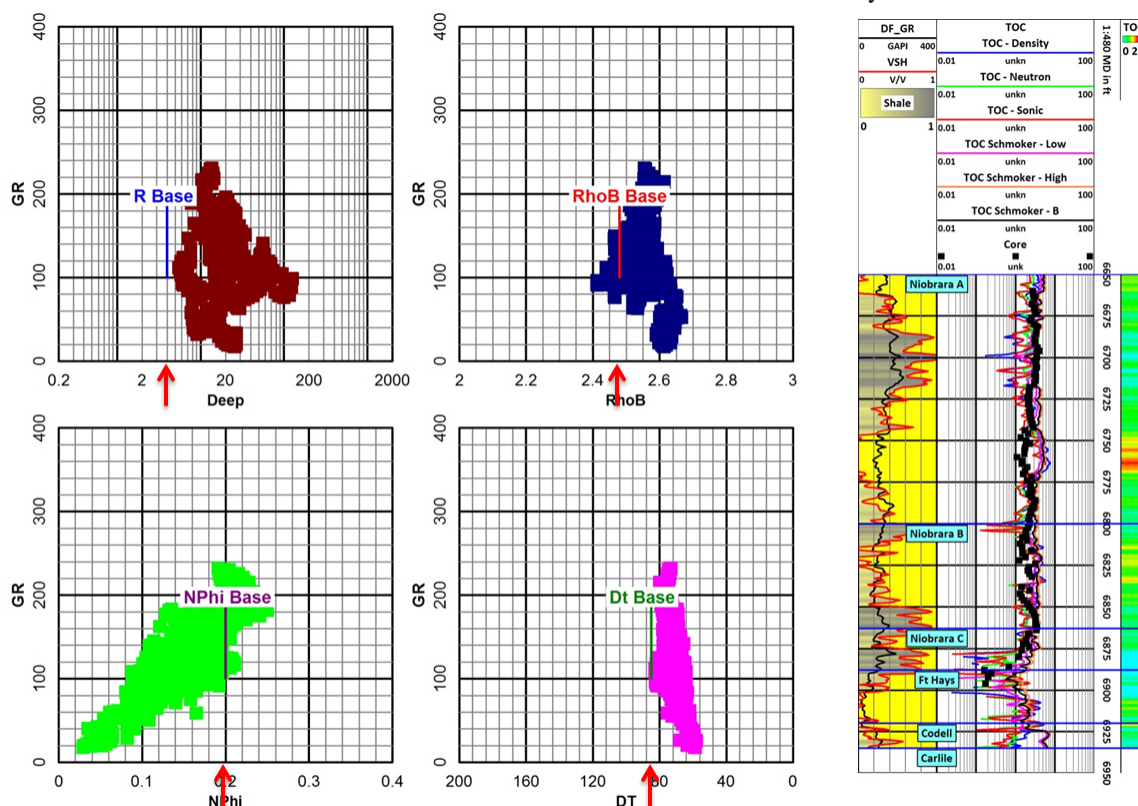 GR
400
300
200
100
0
R Base
0.2
2
20
200
2000
Deep
GR
400
300
200
100
0
RhoB Base
2
2.2
2.4
2.6
2.8
3
RhoB
GR
400
300
200
100
0
NPhi Base
0
0.1
0.2
0.3
0.4
NPhi
GR
400
300
200
100
0
Dt Base
200
160
120
80
40
0
DT
DF_GR
0 GAPI 400
VSH
0 V/V 1
Shale
0 1
TOC
TOC - Density
0.01 unkn 100
TOC - Neutron
0.01 unkn 100
TOC - Sonic
0.01 unkn 100
TOC Schmoker - Low
0.01 unkn 100
TOC Schmoker - High
0.01 unkn 100
TOC Schmoker - B
0.01 unkn 100
Core
0.01 unk 100
1:480 MD in ft
TO
0 2
Niobrara A
Niobrara B
Niobrara C
Ft Hays
Codell
Carlile
6650
6675
6700
6725
6750
6775
6800
6825
6850
6875
6900
6925
6950